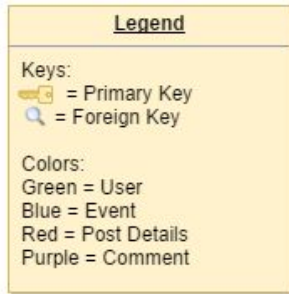 Legend
Keys:
= Primary Key
= Foreign Key
Colors:
Green = User
Blue = Event
Red = Post Details
Purple = Comment